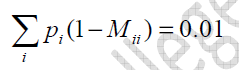 ∑_i p_i(1−M_ii) = 0.01